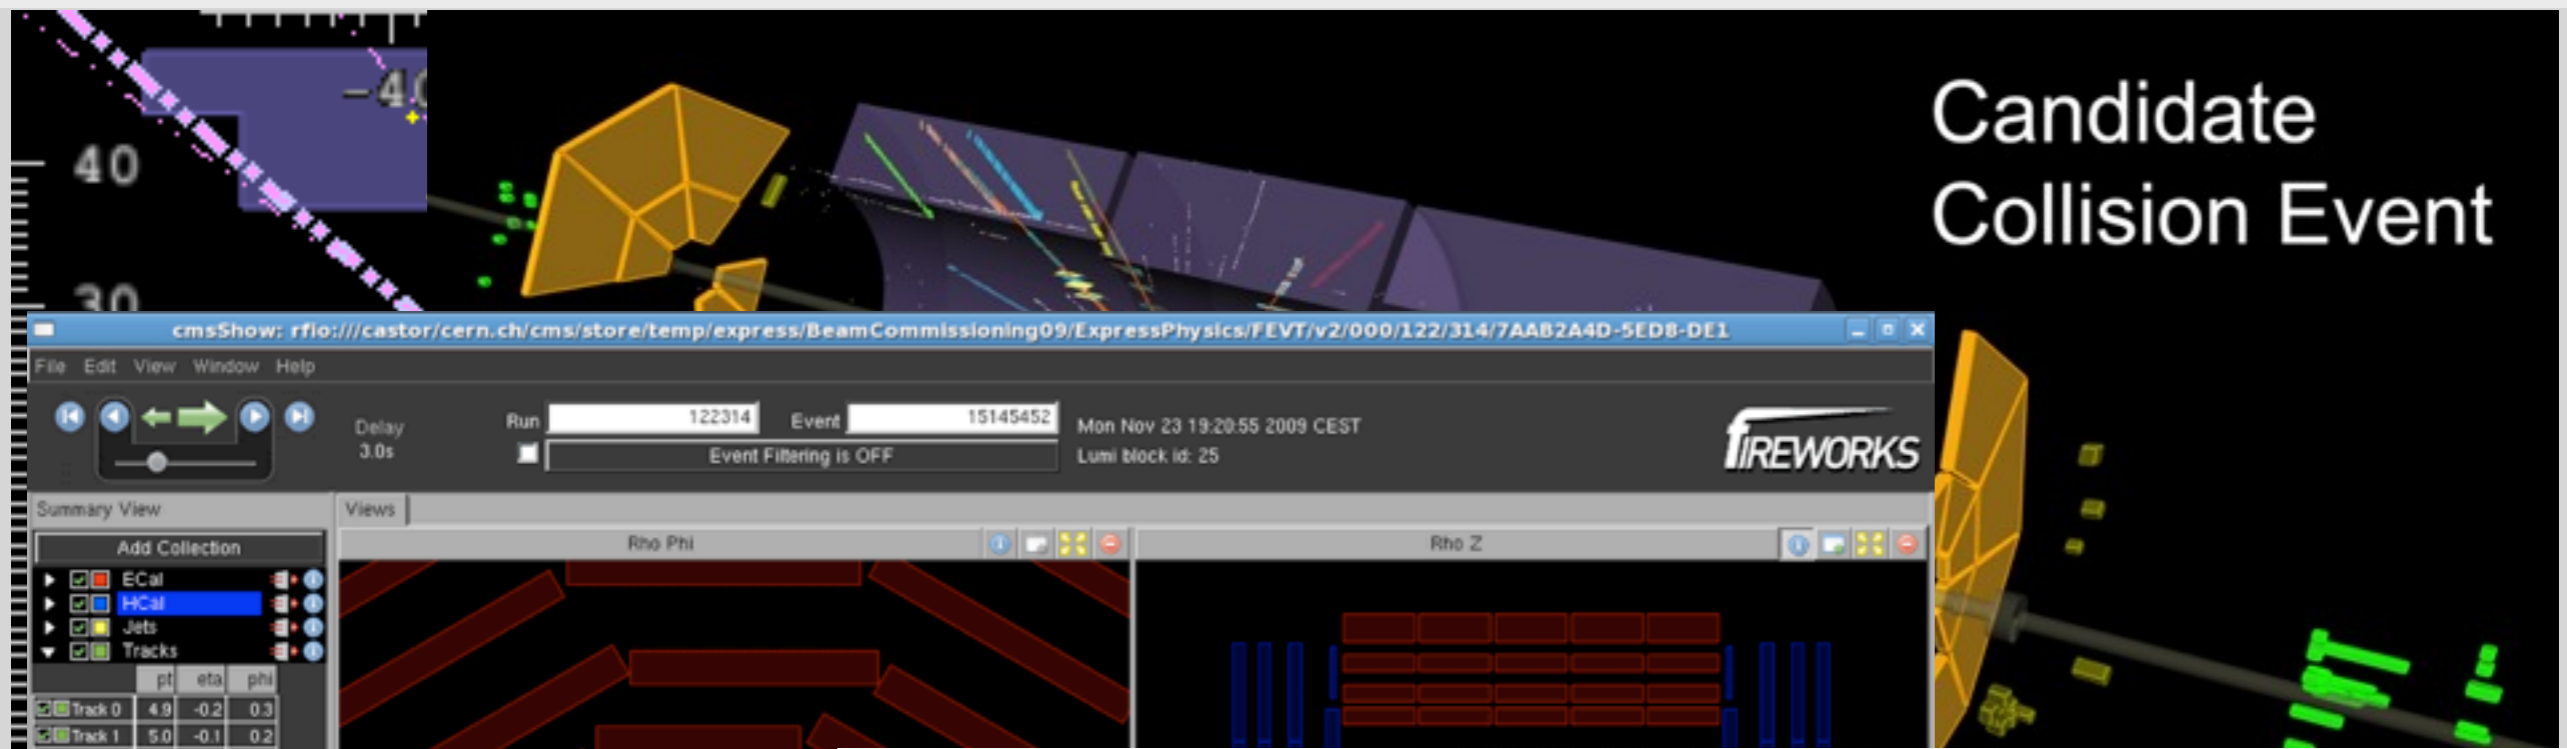 -40
40
30
Candidate
Collision Event
cmsShow: rfio:///castor/cern.ch/cms/store/temp/express/BeamCommissioning09/ExpressPhysics/FEVT/v2/000/122/314/7AAB2A4D-5ED8-DE1
File Edit View Window Help
Delay
3.0s
Run 122314 Event 15145452
Event Filtering is OFF
Mon Nov 23 19:20:55 2009 CEST
Lumi block id: 25
fIREWORKS
Summary View
Views
Add Collection
Rho Phi
Rho Z
ECal
HCal
Jets
Tracks
pt eta phi
Track 0 4.9 -0.2 0.3
Track 1 5.0 -0.1 0.2